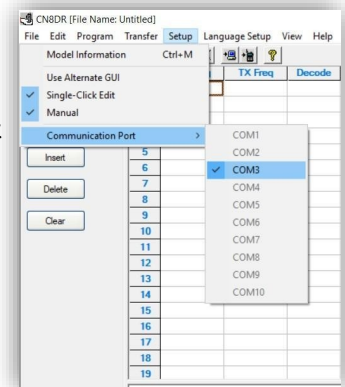 CN8DR [File Name: Untitled]
File Edit Program Transfer Setup Language Setup View Help
Model Information Ctrl+M
Use Alternate GUI
Single-Click Edit
Manual
Communication Port
TX Freq Decode
COM1
COM2
COM3
COM4
COM5
COM6
COM7
COM8
COM9
COM10
Insert
Delete
Clear
5
6
7
8
9
10
11
12
13
14
15
16
17
18
19